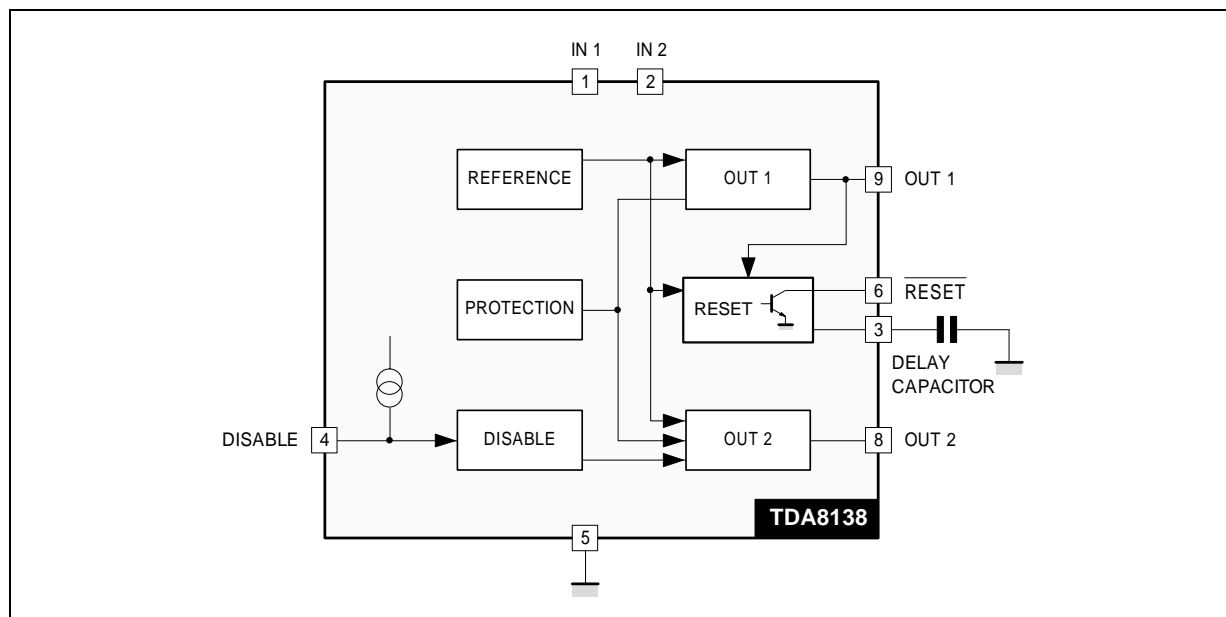 IN 1 IN 2
1 2
REFERENCE OUT 1 9 OUT 1
PROTECTION RESET 6 RESET
3
DELAY
CAPACITOR
DISABLE 4 DISABLE OUT 2 8 OUT 2
TDA8138
5